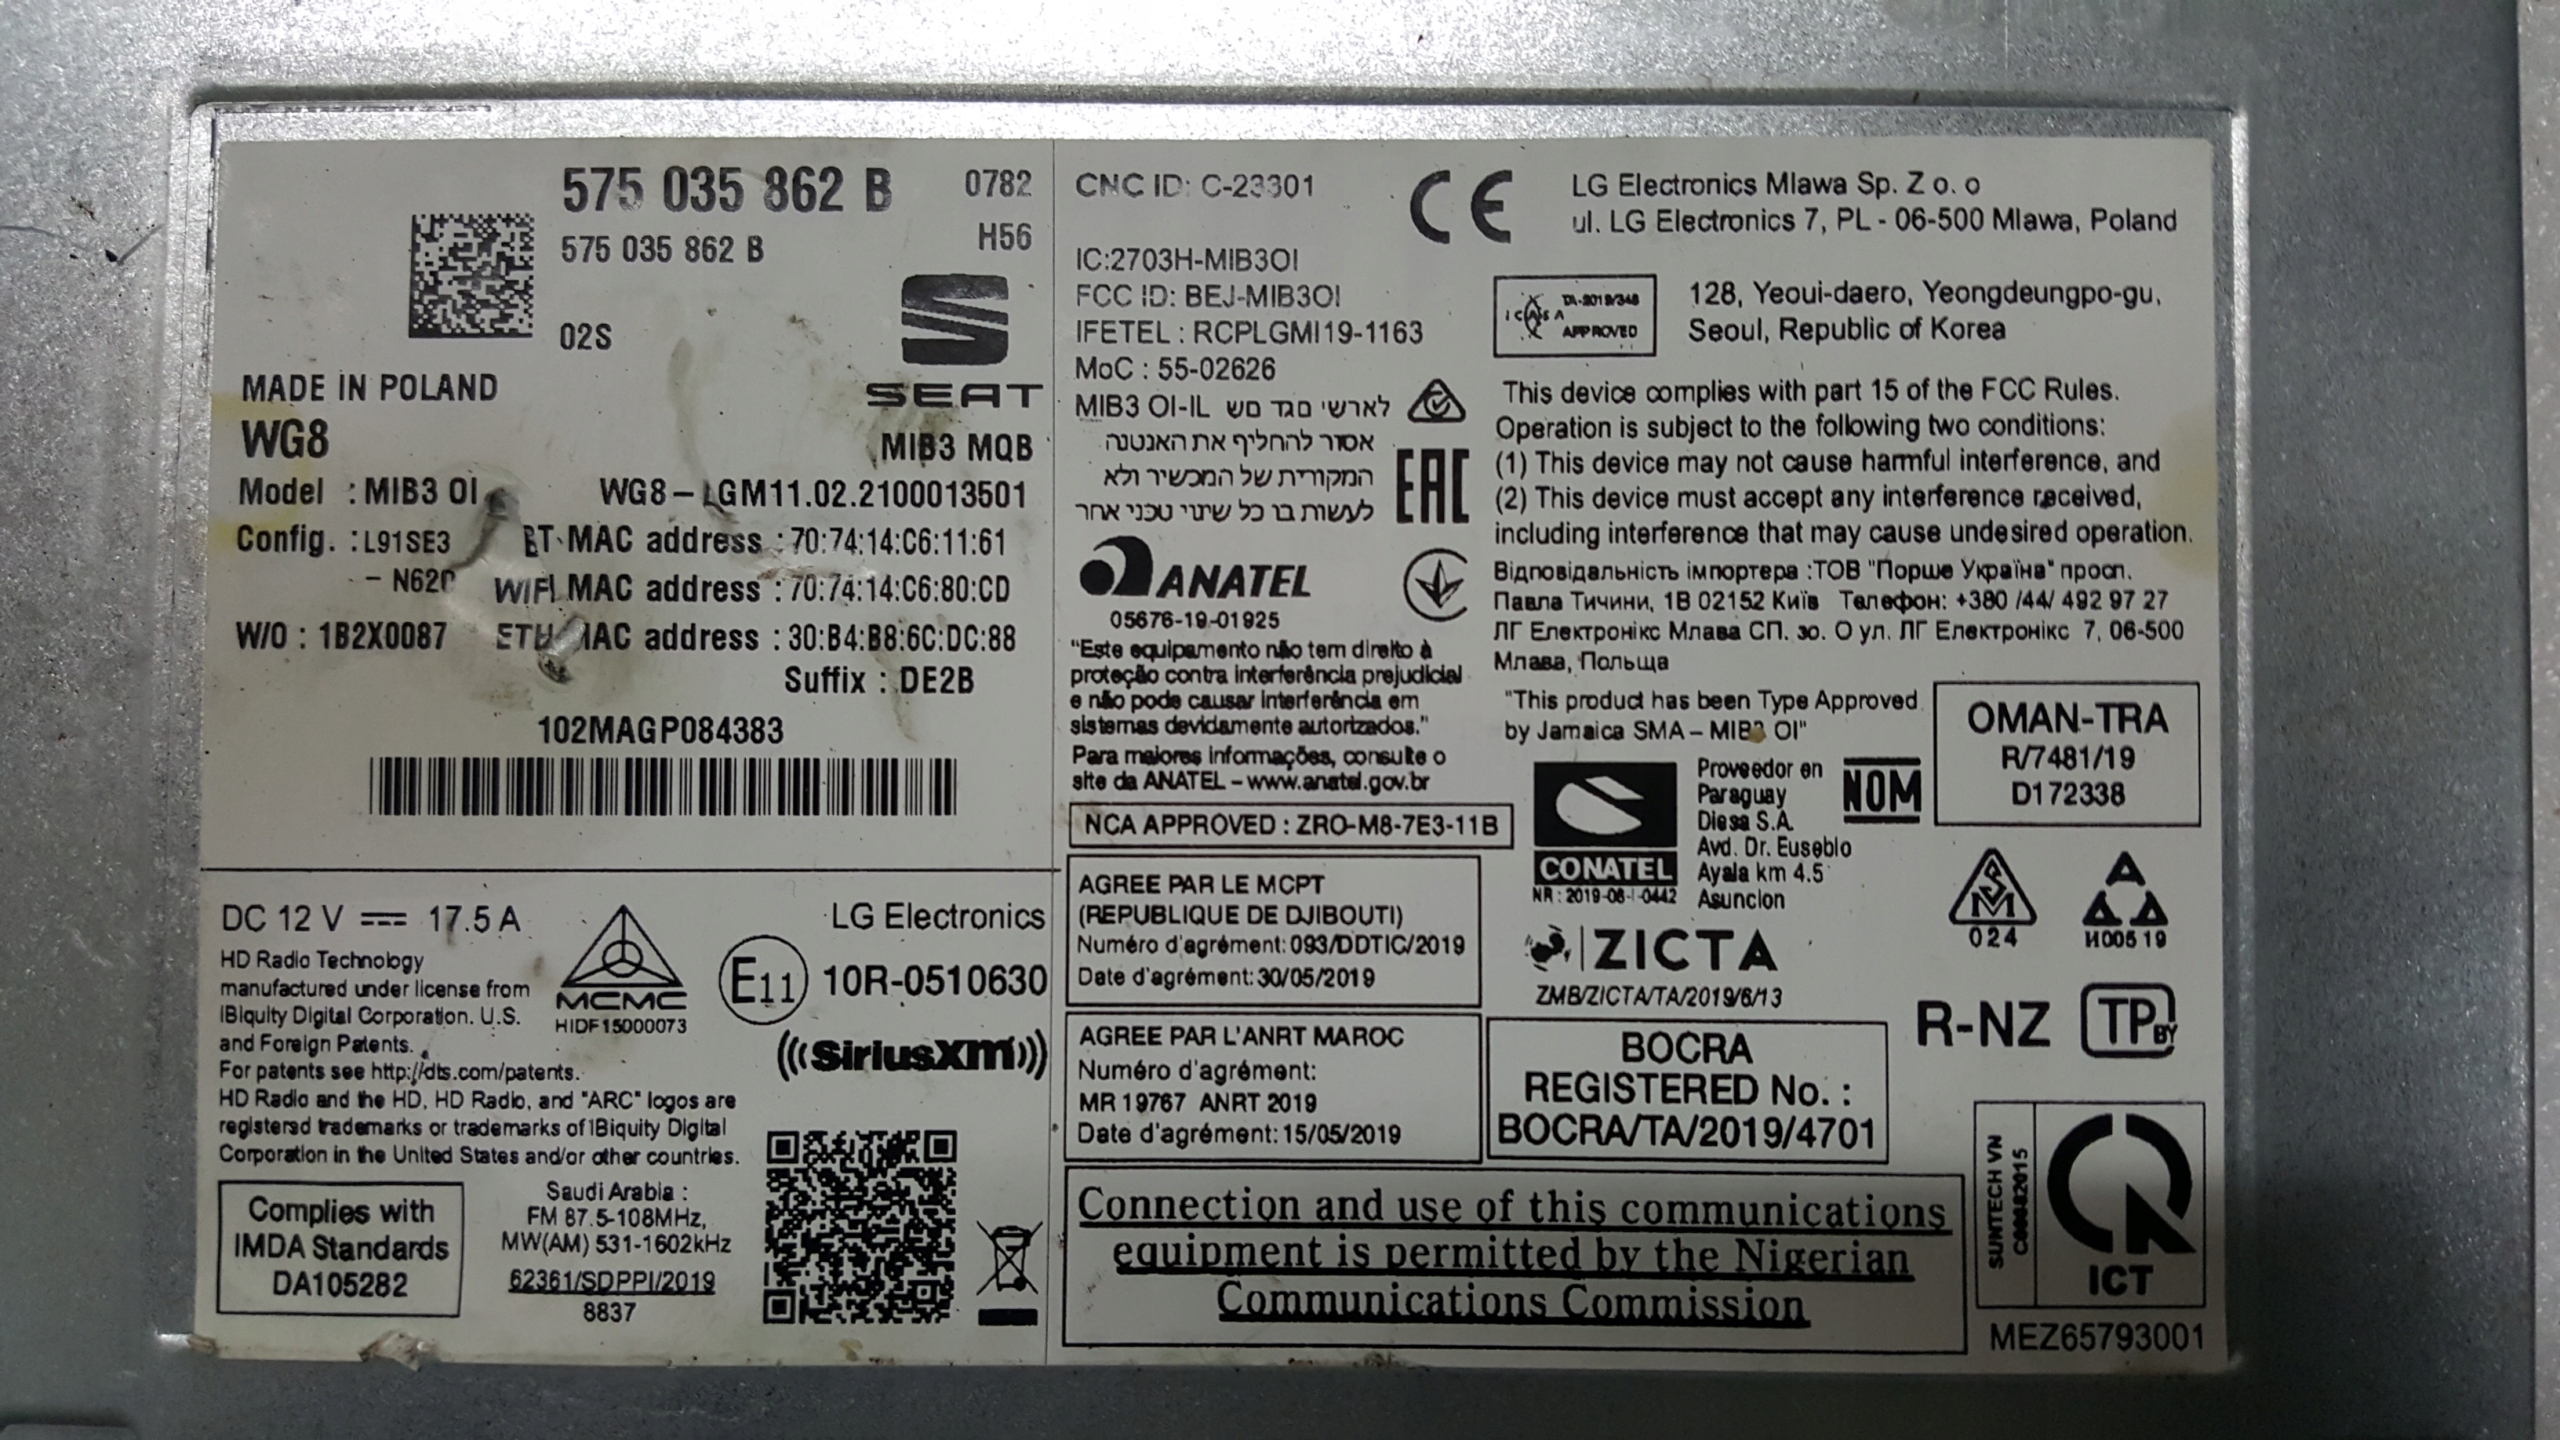 575 035 862 B
0782
575 035 862 B
H56
02S
SEAT
MADE IN POLAND
WG8
MIB3 MQB
Model : MIB3 OI
WG8 – LGM11.02.2100013501
Config. : L91SE3
BT MAC address : 70:74:14:C6:11:61
WIFI MAC address : 70:74:14:C6:80:CD
W/O : 1B2X0087
MAC address : 30:B4:B8:6C:DC:88
Suffix : DE2B
102MAGP084383
DC 12 V 17.5 A
LG Electronics
HD Radio Technology
manufactured under license from
iBiquity Digital Corporation. U.S.
and Foreign Patents.
For patents see http://dts.com/patents.
HD Radio and the HD, HD Radio, and "ARC" logos are
registered trademarks or trademarks of iBiquity Digital
Corporation in the United States and/or other countries.
MCMC
HIDF15000073
E11
10R-0510630
(((SiriusXm)))
Complies with
IMDA Standards
DA105282
Saudi Arabia :
FM 87.5-108MHz,
MW(AM) 531-1602kHz
62361/SDPPI/2019
8837
CNC ID: C-23301
IC:2703H-MIB3OI
FCC ID: BEJ-MIB3OI
IFETEL : RCPLGMI19-1163
MoC : 55-02626
MIB3 OI-IL לארשי םגד םש
אסור להחליף את האנטנה
המקורית של המכשיר ולא
לעשות בו כל שינוי טכני אחר
CE
EAC
ANATEL
05676-19-01925
"Este equipamento não tem direito à
proteção contra interferência prejudicial
e não pode causar interferência em
sistemas devidamente autorizados."
Para maiores informações, consulte o
site da ANATEL – www.anatel.gov.br
NCA APPROVED : ZRO-M8-7E3-11B
AGREE PAR LE MCPT
(REPUBLIQUE DE DJIBOUTI)
Numéro d'agrément: 093/DDTIC/2019
Date d'agrément: 30/05/2019
AGREE PAR L'ANRT MAROC
Numéro d'agrément:
MR 19767 ANRT 2019
Date d'agrément: 15/05/2019
LG Electronics Mlawa Sp. Z o. o
ul. LG Electronics 7, PL - 06-500 Mlawa, Poland
ICASA
TA-2019/348
APPROVED
128, Yeoui-daero, Yeongdeungpo-gu,
Seoul, Republic of Korea
This device complies with part 15 of the FCC Rules.
Operation is subject to the following two conditions:
(1) This device may not cause harmful interference, and
(2) This device must accept any interference received,
including interference that may cause undesired operation.
Відповідальність імпортера :ТОВ "Порше Україна" просп.
Павла Тичини, 1В 02152 Київ Телефон: +380 /44/ 492 97 27
ЛГ Електронікс Млава СП. зо. О ул. ЛГ Електронікс 7, 06-500
Млава, Польща
"This product has been Type Approved
by Jamaica SMA – MIB3 OI"
OMAN-TRA
R/7481/19
D172338
CONATEL
NR : 2019-06-I-0442
Proveedor en
Paraguay
Diesa S.A.
Avd. Dr. Eusebio
Ayala km 4.5
Asuncion
NOM
ZICTA
ZMB/ZICTA/TA/2019/6/13
024
И005 19
R-NZ
TP BY
BOCRA
REGISTERED No. :
BOCRA/TA/2019/4701
Connection and use of this communications
equipment is permitted by the Nigerian
Communications Commission
SUNTECH VN
ICT
MEZ65793001